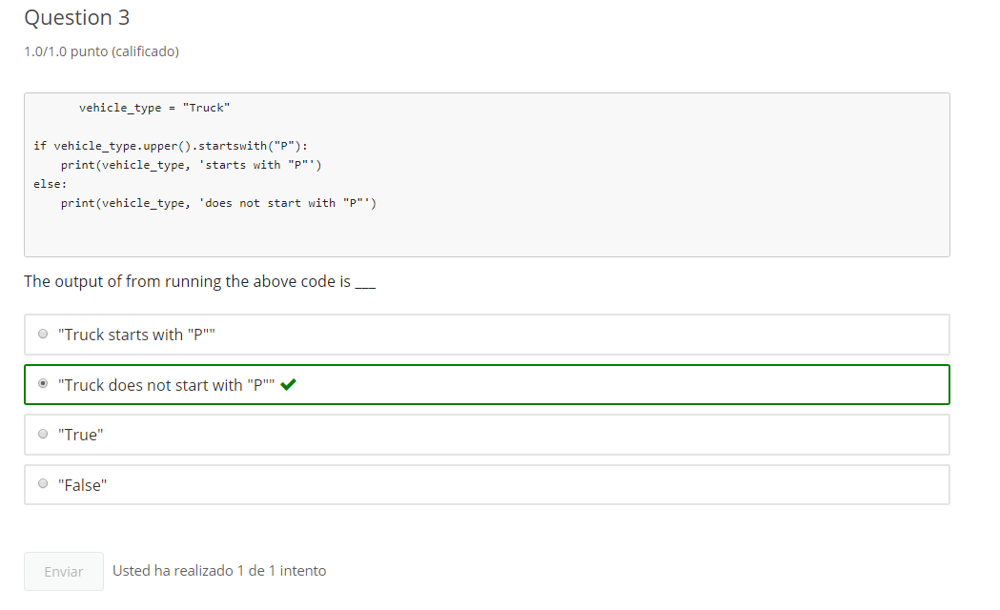 Question 3
1.0/1.0 punto (calificado)
vehicle_type = "Truck"
if vehicle_type.upper().startswith("P"):
print(vehicle_type, 'starts with "P"')
else:
print(vehicle_type, 'does not start with "P"')
The output of from running the above code is ___
"Truck starts with "P""
"Truck does not start with "P""
"True"
"False"
Enviar
Usted ha realizado 1 de 1 intento